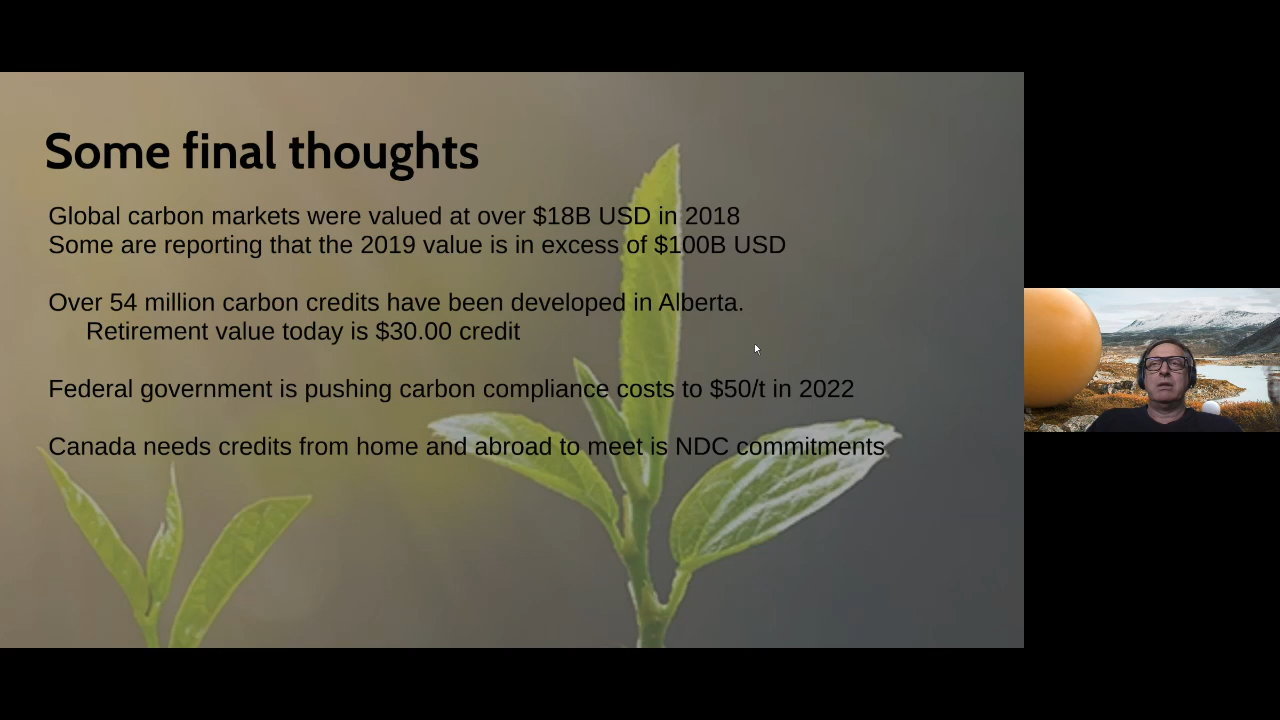 Some final thoughts
Global carbon markets were valued at over $18B USD in 2018
Some are reporting that the 2019 value is in excess of $100B USD
Over 54 million carbon credits have been developed in Alberta.
Retirement value today is $30.00 credit
Federal government is pushing carbon compliance costs to $50/t in 2022
Canada needs credits from home and abroad to meet is NDC commitments